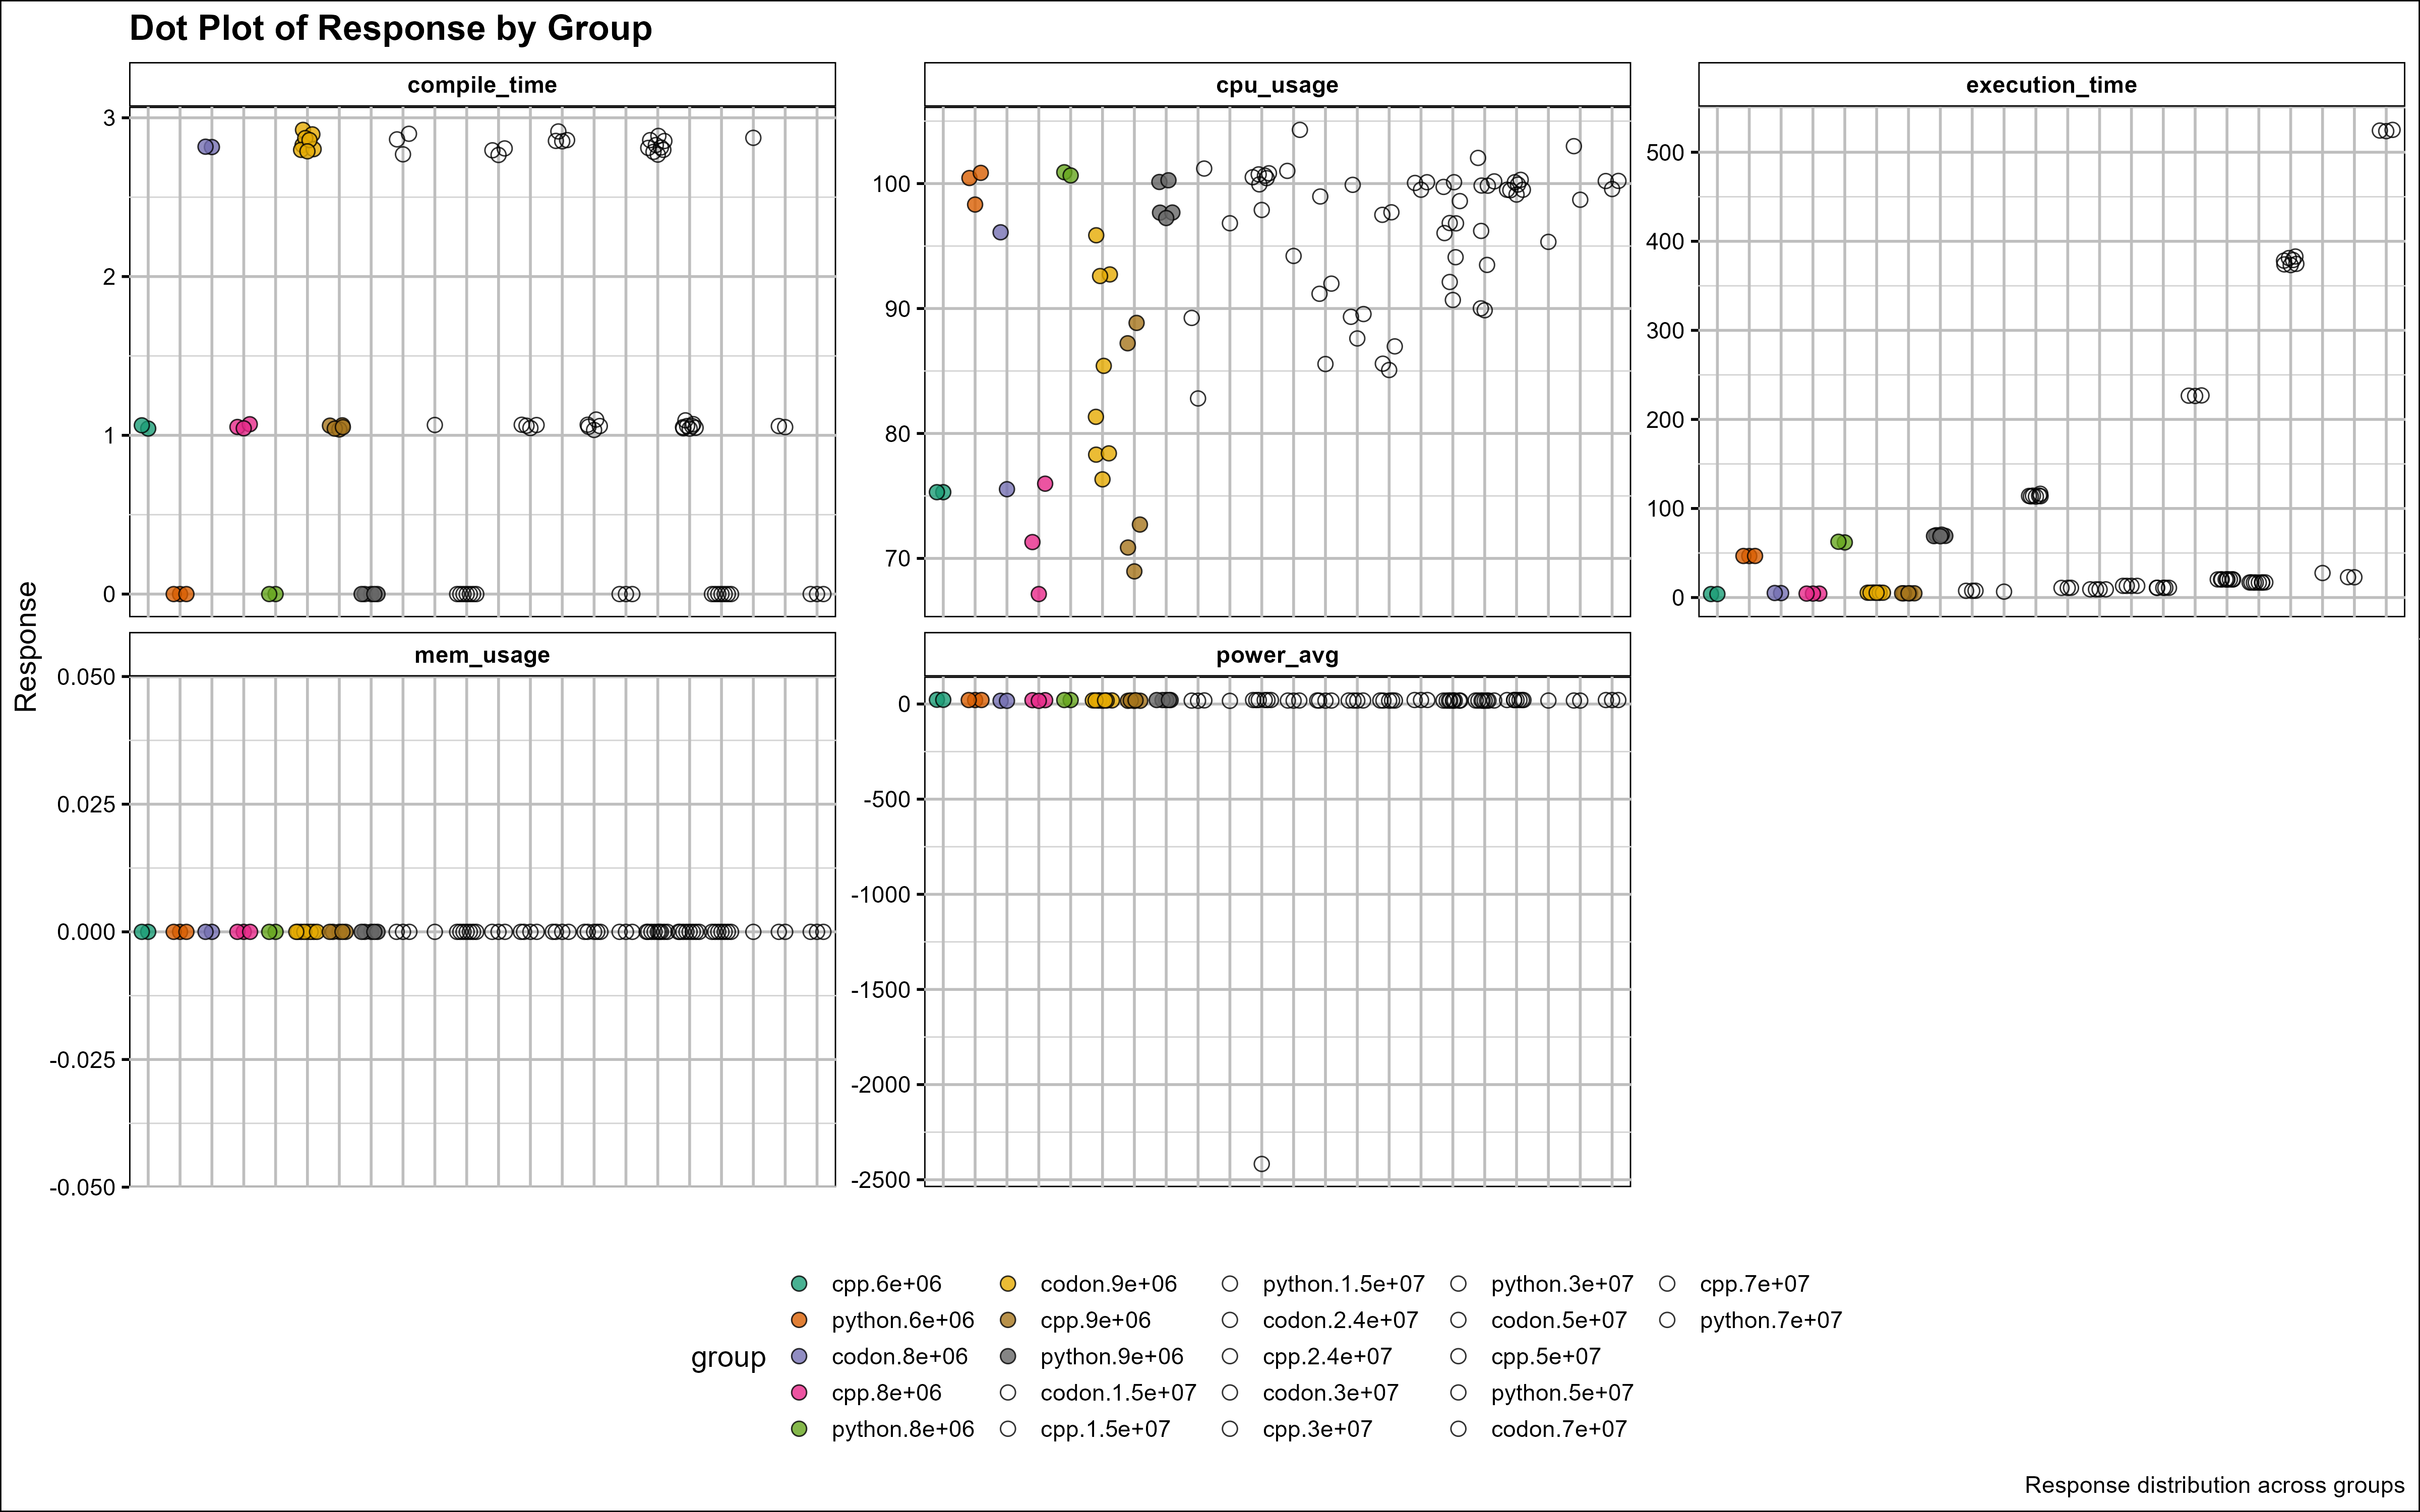 Dot Plot of Response by Group
compile_time
cpu_usage
execution_time
3
2
1
0
100
90
80
70
500
400
300
200
100
0
Response
mem_usage
power_avg
0.050
0.025
0.000
-0.025
-0.050
0
-500
-1000
-1500
-2000
-2500
group
cpp.6e+06
python.6e+06
codon.8e+06
cpp.8e+06
python.8e+06
codon.9e+06
cpp.9e+06
python.9e+06
codon.1.5e+07
cpp.1.5e+07
python.1.5e+07
codon.2.4e+07
cpp.2.4e+07
codon.3e+07
cpp.3e+07
python.3e+07
codon.5e+07
cpp.5e+07
python.5e+07
codon.7e+07
cpp.7e+07
python.7e+07
Response distribution across groups